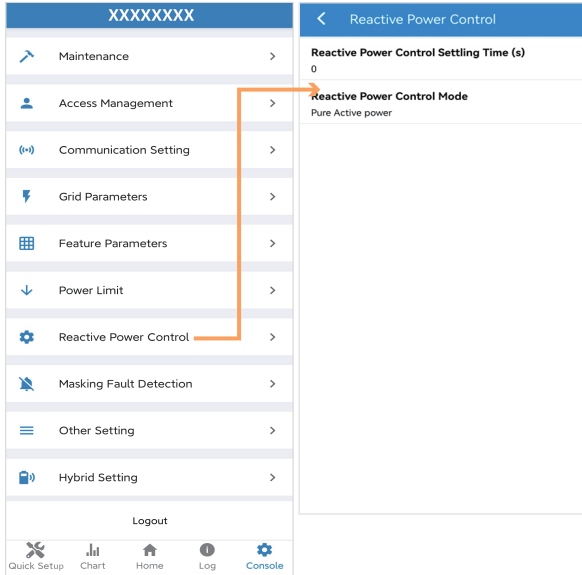 XXXXXXXX
Maintenance
Access Management
Communication Setting
Grid Parameters
Feature Parameters
Power Limit
Reactive Power Control
Masking Fault Detection
Other Setting
Hybrid Setting
Logout
Quick Setup
Chart
Home
Log
Console
Reactive Power Control
Reactive Power Control Settling Time (s)
0
Reactive Power Control Mode
Pure Active power